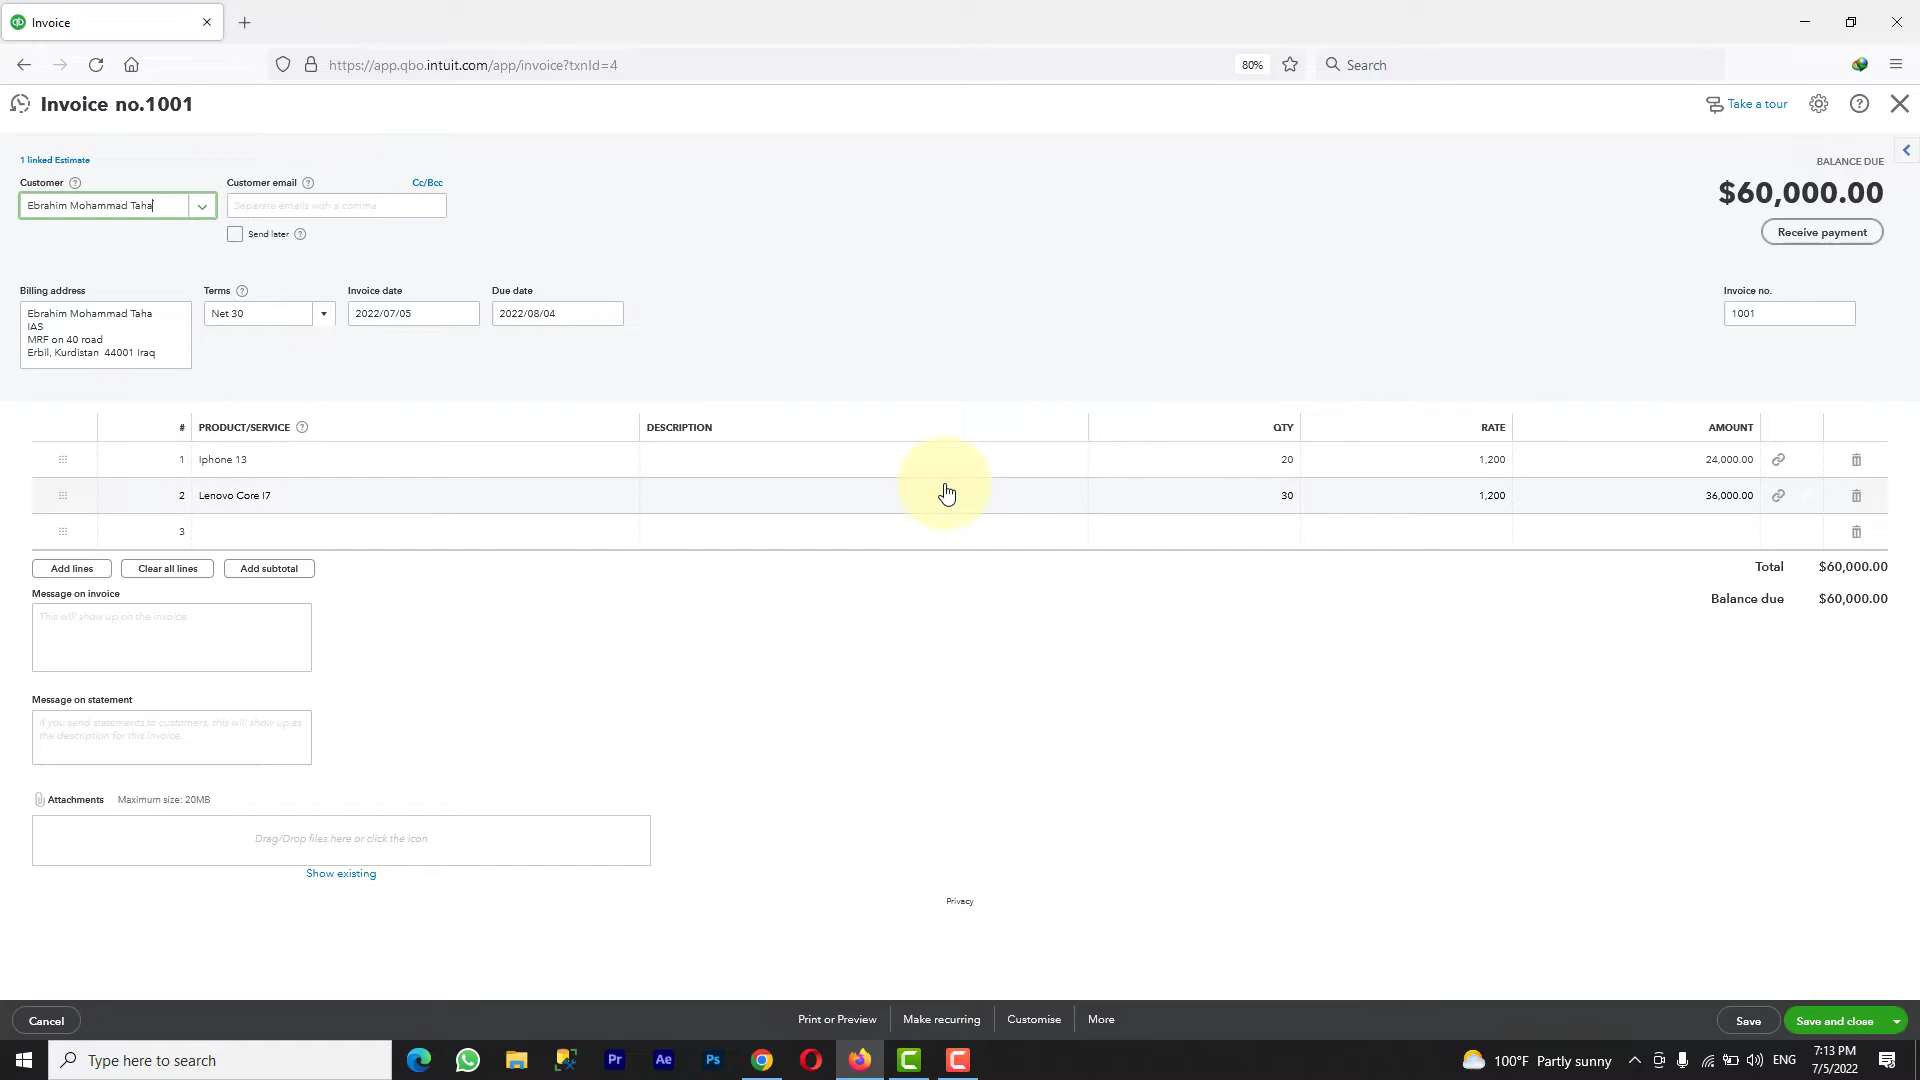 Invoice
https://app.qbo.intuit.com/app/invoice?txnId=4
80%
Search
Invoice no.1001
Take a tour
1 linked Estimate
BALANCE DUE
Customer
Customer email
Cc/Bcc
$60,000.00
Ebrahim Mohammad Taha
Separate emails with a comma
Send later
Receive payment
Billing address
Terms
Invoice date
Due date
Invoice no.
Ebrahim Mohammad Taha
IAS
MRF on 40 road
Erbil, Kurdistan 44001 Iraq
Net 30
2022/07/05
2022/08/04
1001
# PRODUCT/SERVICE DESCRIPTION QTY RATE AMOUNT
1 Iphone 13 20 1,200 24,000.00
2 Lenovo Core I7 30 1,200 36,000.00
3
Add lines
Clear all lines
Add subtotal
Total $60,000.00
Message on invoice
Balance due $60,000.00
This will show up on the invoice.
Message on statement
If you send statements to customers, this will show up as
the description for this invoice.
Attachments Maximum size: 20MB
Drag/Drop files here or click the icon
Show existing
Privacy
Cancel
Print or Preview
Make recurring
Customise
More
Save
Save and close
Type here to search
Pr
Ae
Ps
100°F Partly sunny
ENG
7:13 PM
7/5/2022